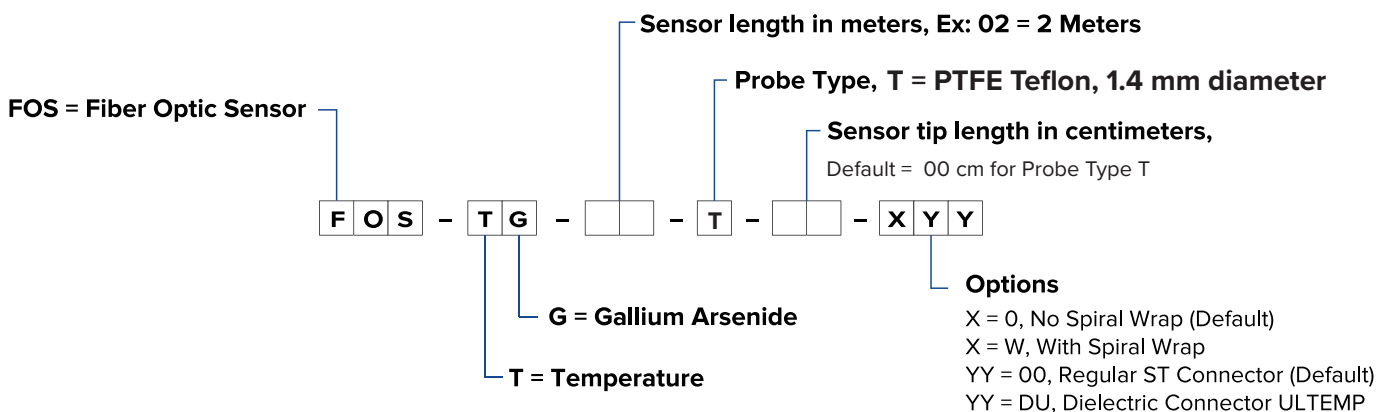 Sensor length in meters, Ex: 02 = 2 Meters
Probe Type, T = PTFE Teflon, 1.4 mm diameter
FOS = Fiber Optic Sensor
Sensor tip length in centimeters,
Default = 00 cm for Probe Type T
F O S – T G – – T – – X Y Y
Options
G = Gallium Arsenide
X = 0, No Spiral Wrap (Default)
X = W, With Spiral Wrap
T = Temperature
YY = 00, Regular ST Connector (Default)
YY = DU, Dielectric Connector ULTEMP